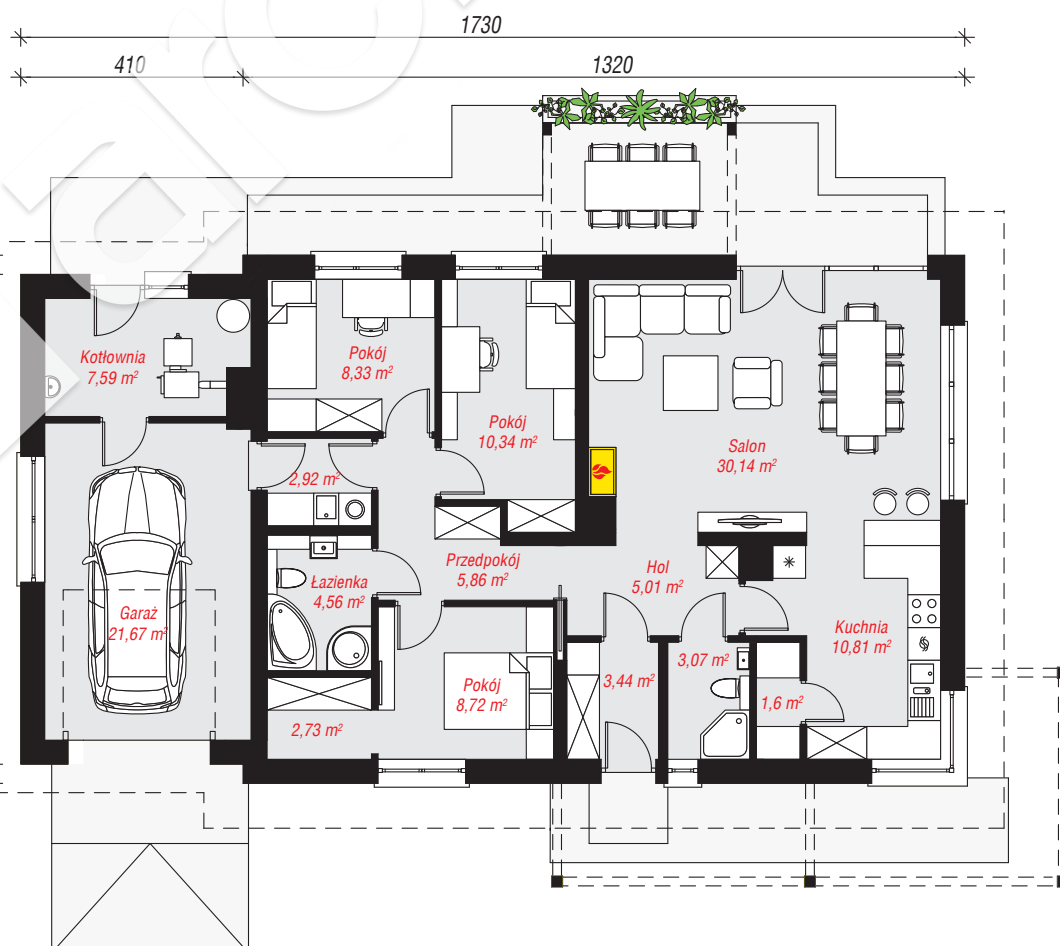 1730
410
1320
Kotłownia
7,59 m²
Pokój
8,33 m²
Pokój
10,34 m²
Salon
30,14 m²
2,92 m²
Przedpokój
5,86 m²
Hol
5,01 m²
Łazienka
4,56 m²
Garaż
21,67 m²
Kuchnia
10,81 m²
3,07 m²
3,44 m²
1,6 m²
Pokój
8,72 m²
2,73 m²